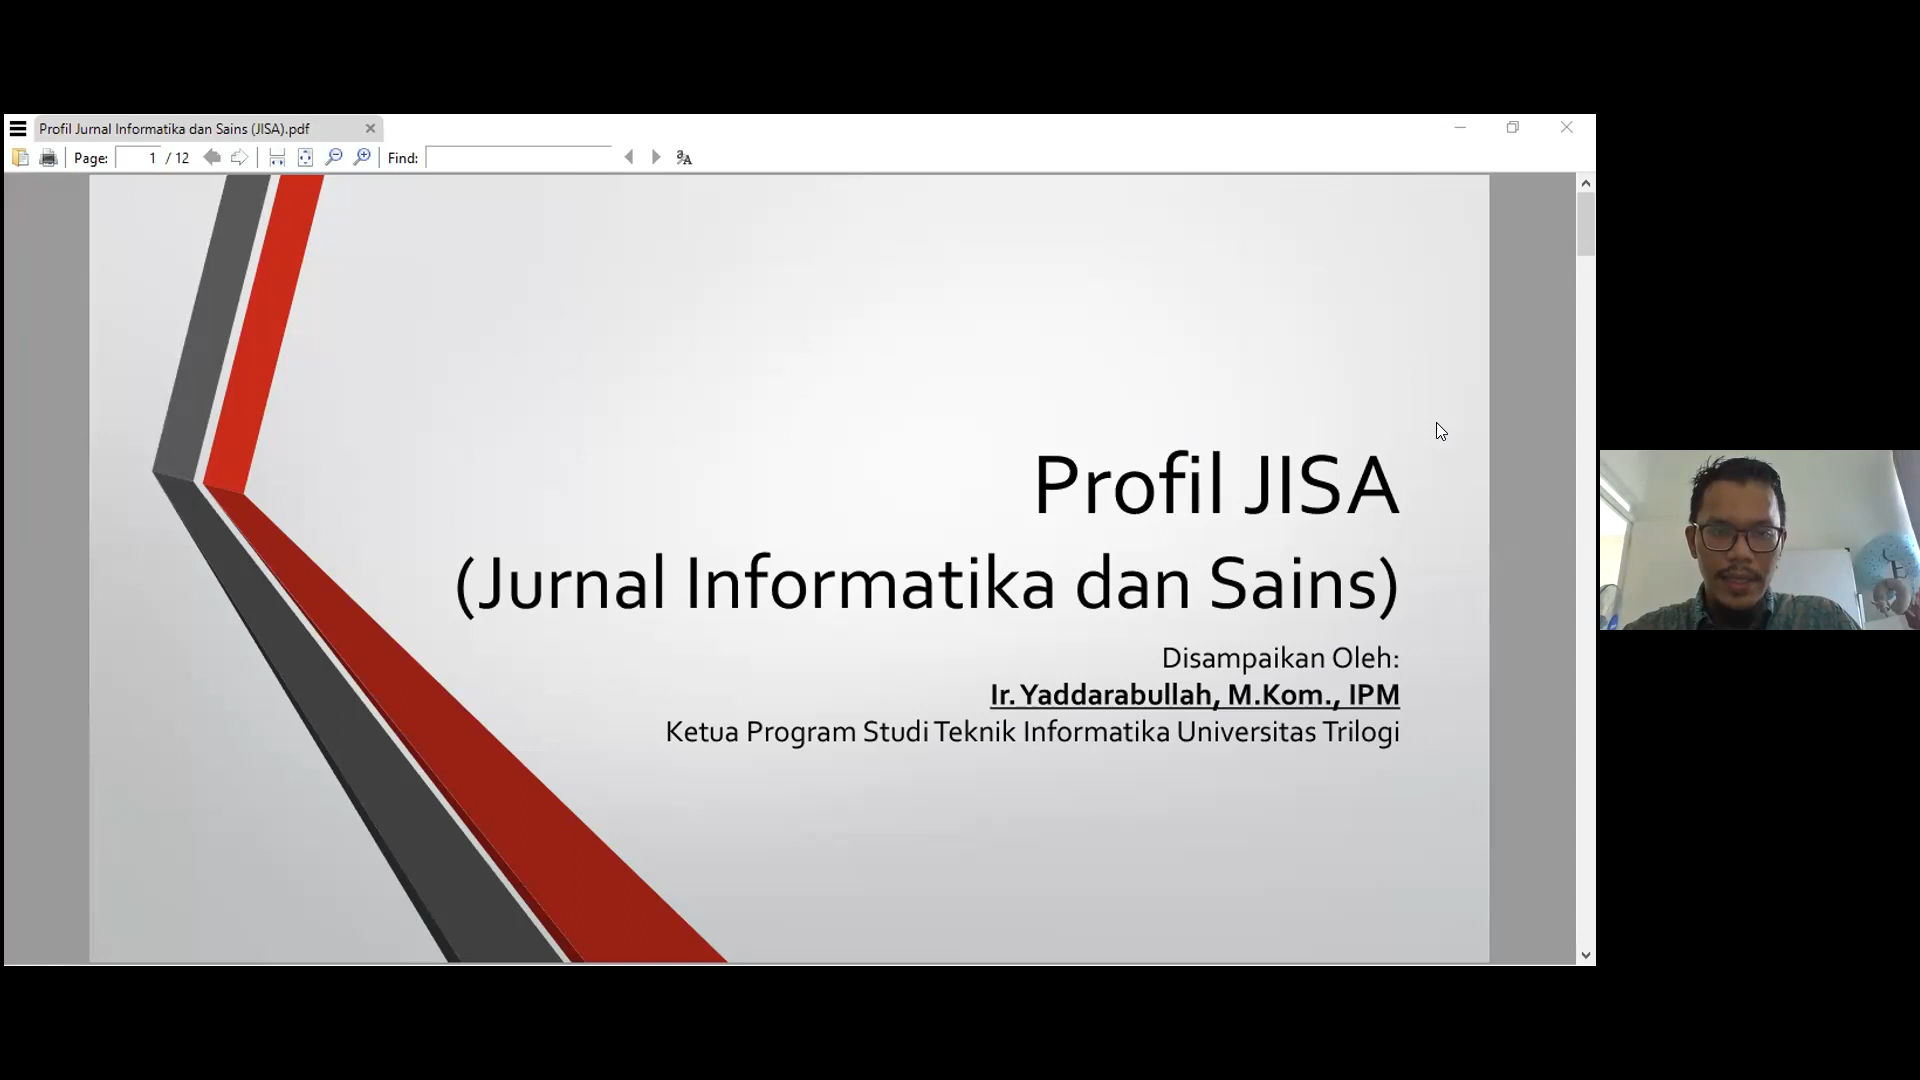 Profil Jurnal Informatika dan Sains (JISA).pdf
Page: 1 / 12 Find:
Profil JISA
(Jurnal Informatika dan Sains)
Disampaikan Oleh:
Ir. Yaddarabullah, M.Kom., IPM
Ketua Program Studi Teknik Informatika Universitas Trilogi